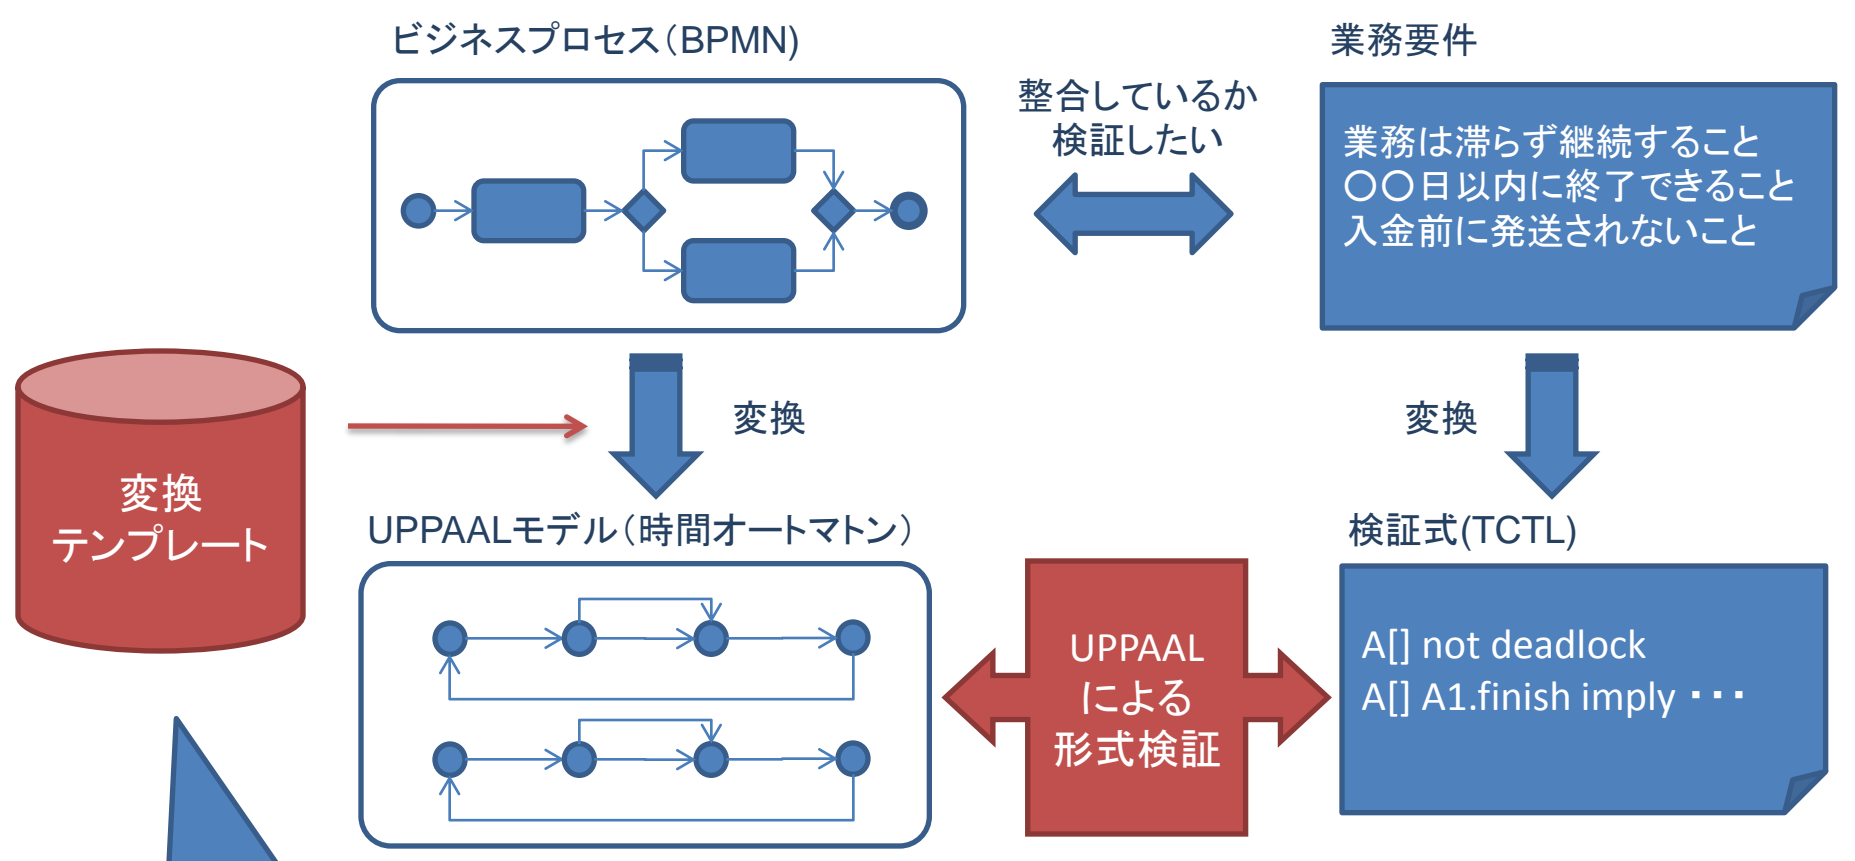 ビジネスプロセス（BPMN)
業務要件
整合しているか
検証したい
業務は滞らず継続すること
〇〇日以内に終了できること
入金前に発送されないこと
変換
変換
変換
テンプレート
UPPAALモデル（時間オートマトン）
検証式(TCTL)
UPPAAL
による
形式検証
A[] not deadlock
A[] A1.finish imply ・・・